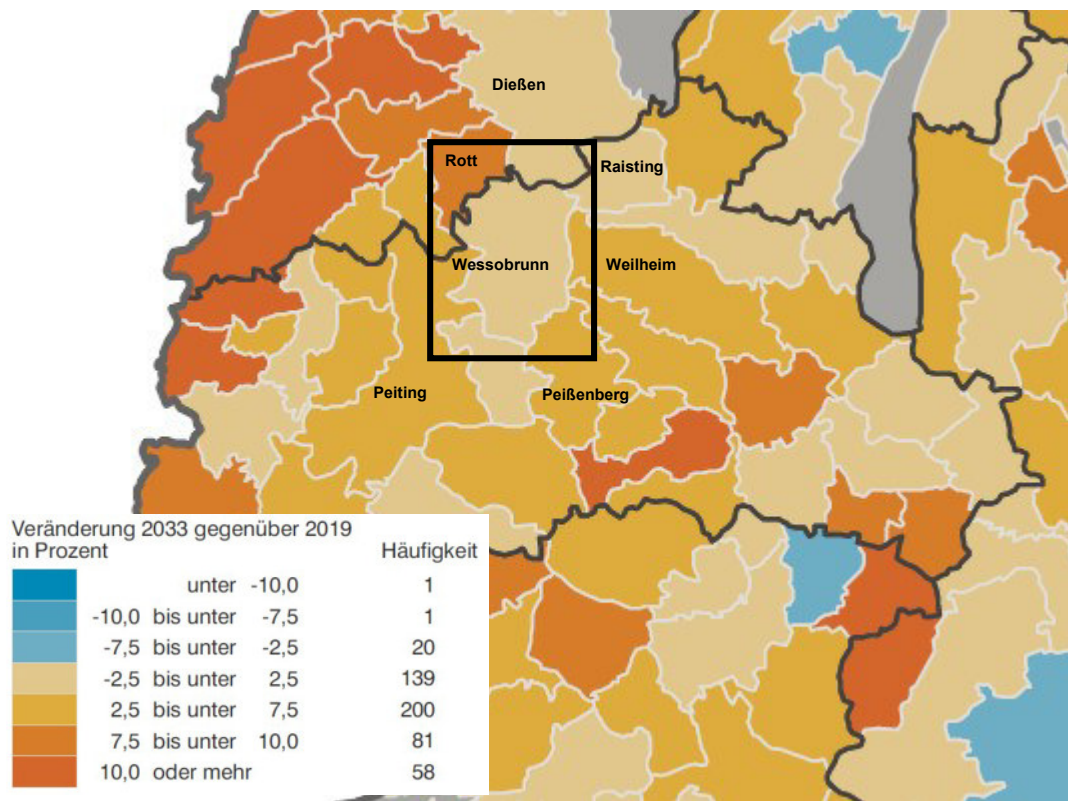 Dießen
Rott
Raisting
Wessobrunn
Weilheim
Peiting
Peißenberg
Veränderung 2033 gegenüber 2019
in Prozent Häufigkeit
unter -10,0 1
-10,0 bis unter -7,5 1
-7,5 bis unter -2,5 20
-2,5 bis unter 2,5 139
2,5 bis unter 7,5 200
7,5 bis unter 10,0 81
10,0 oder mehr 58